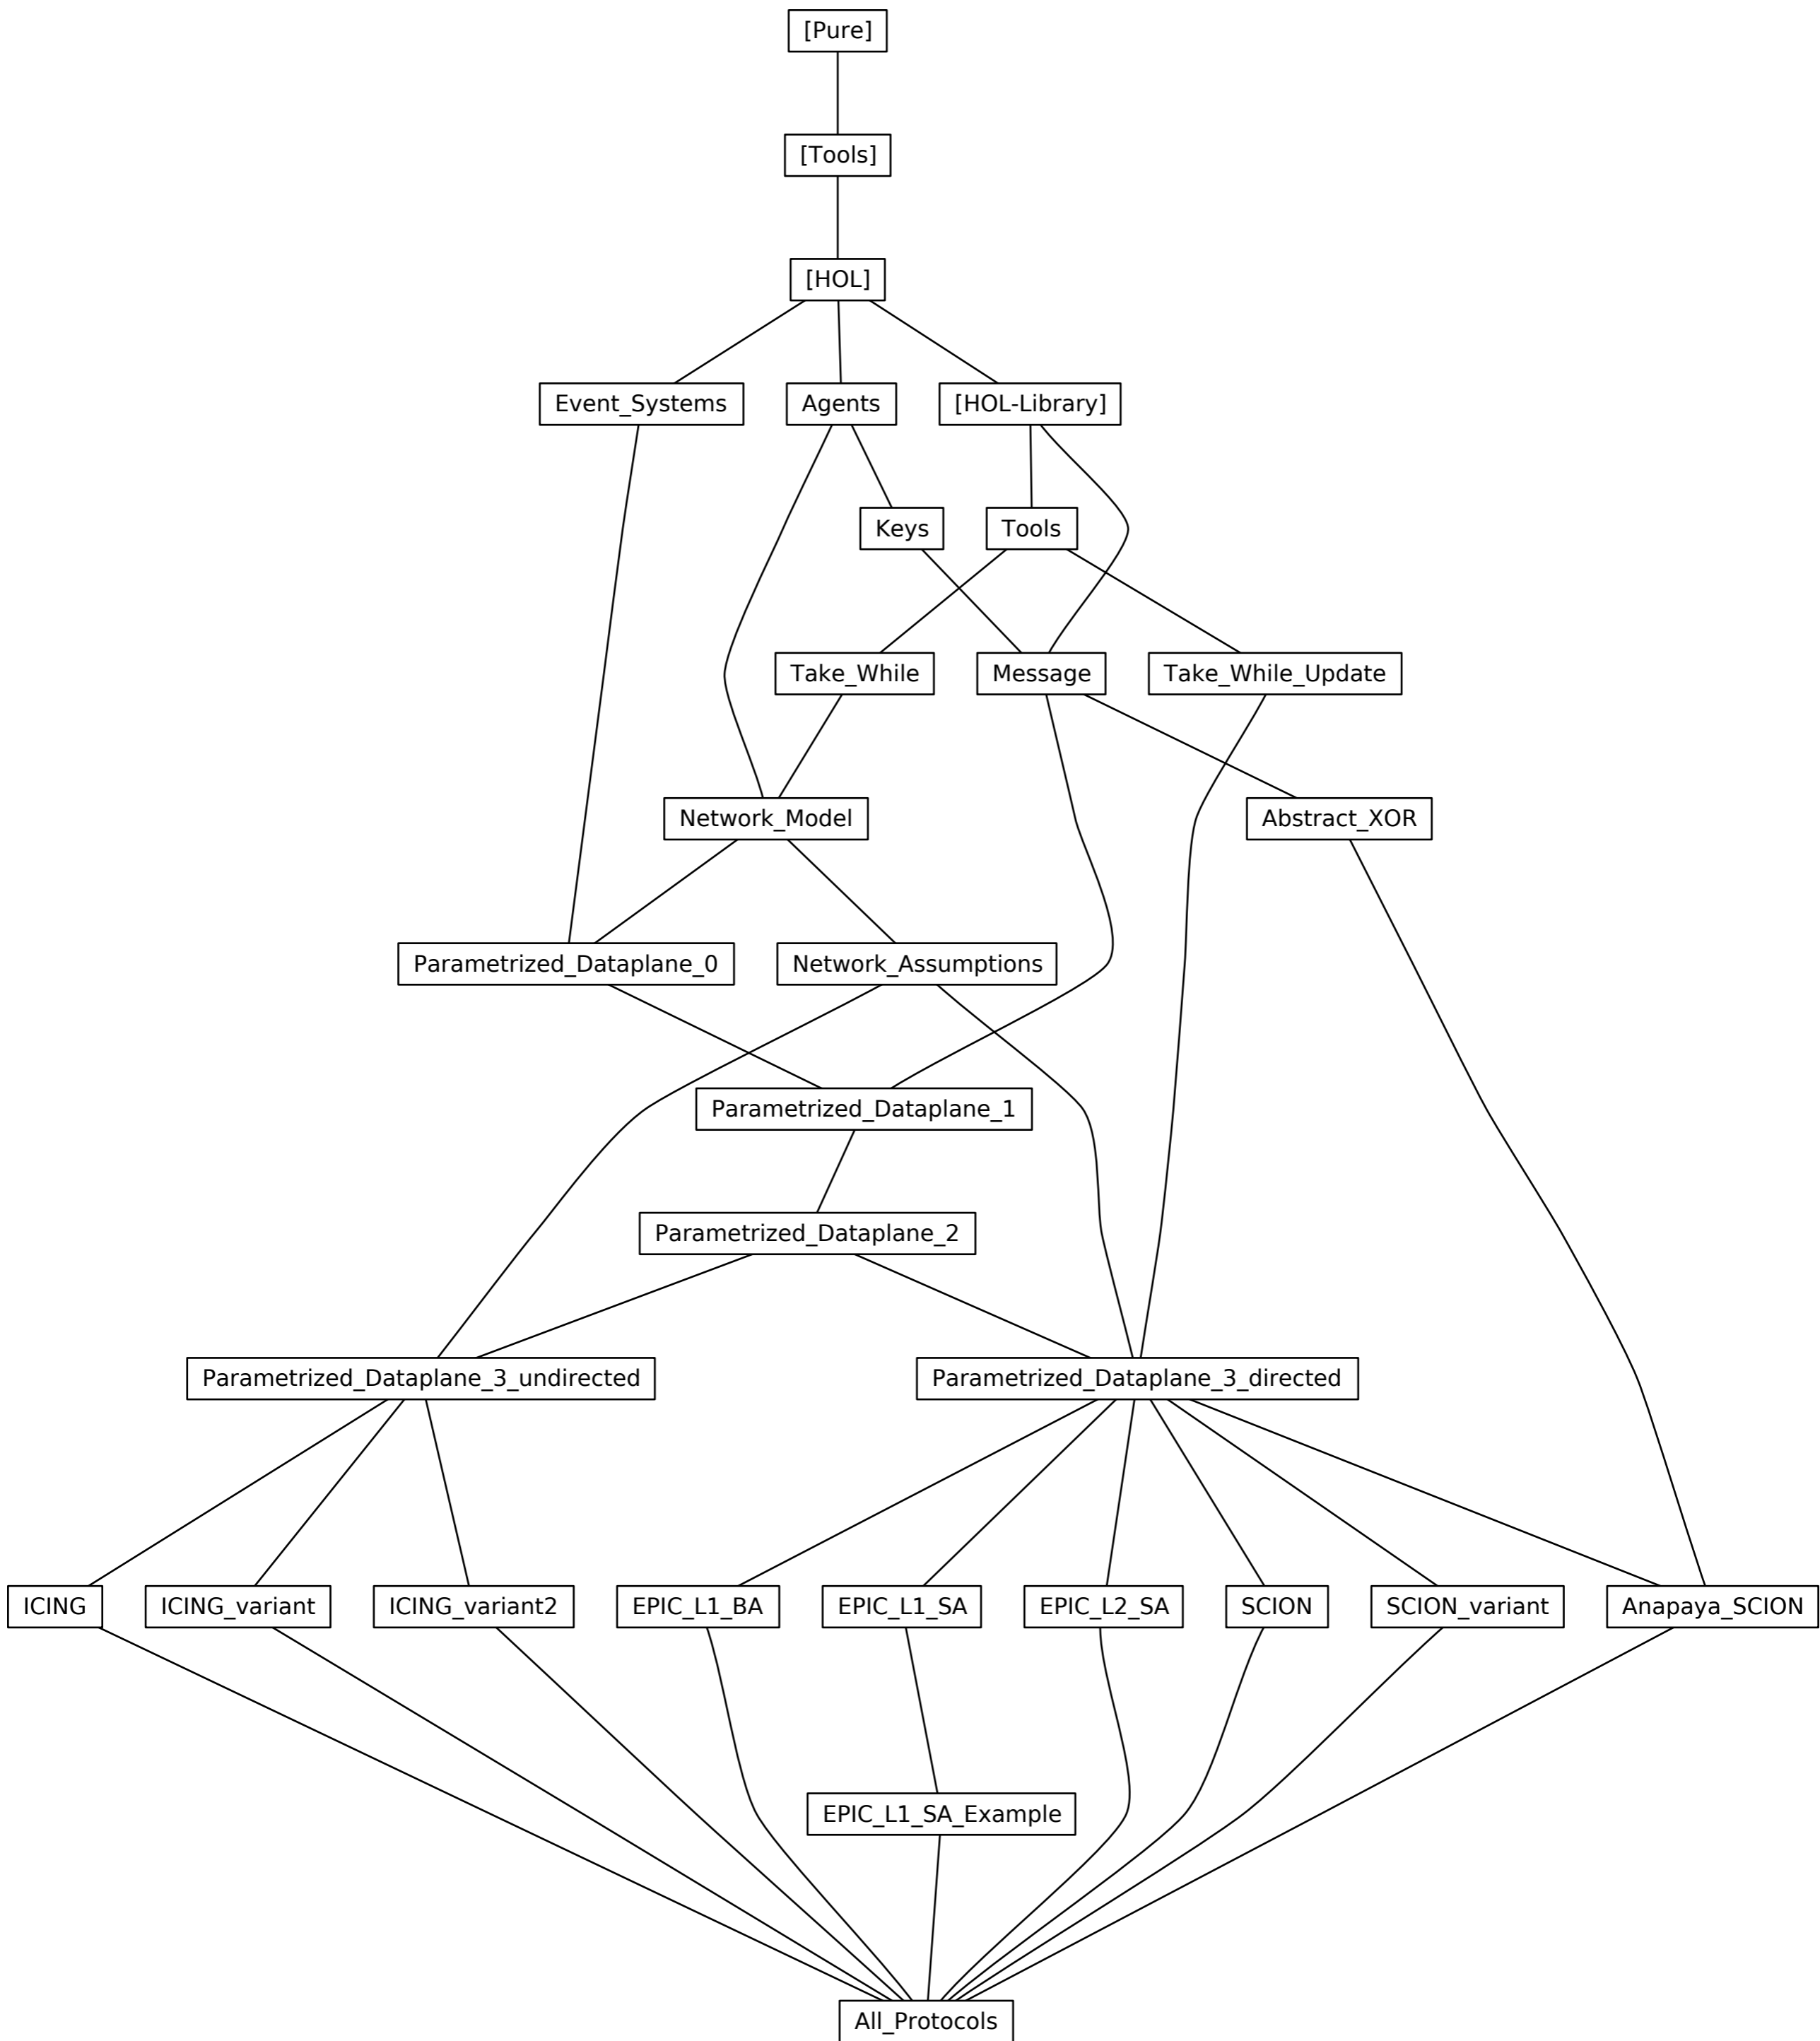 [Pure]
[Tools]
[HOL]
Event_Systems
Agents
[HOL-Library]
Keys
Tools
Take_While
Message
Take_While_Update
Network_Model
Abstract_XOR
Parametrized_Dataplane_0
Network_Assumptions
Parametrized_Dataplane_1
Parametrized_Dataplane_2
Parametrized_Dataplane_3_undirected
Parametrized_Dataplane_3_directed
ICING
ICING_variant
ICING_variant2
EPIC_L1_BA
EPIC_L1_SA
EPIC_L2_SA
SCION
SCION_variant
Anapaya_SCION
EPIC_L1_SA_Example
All_Protocols